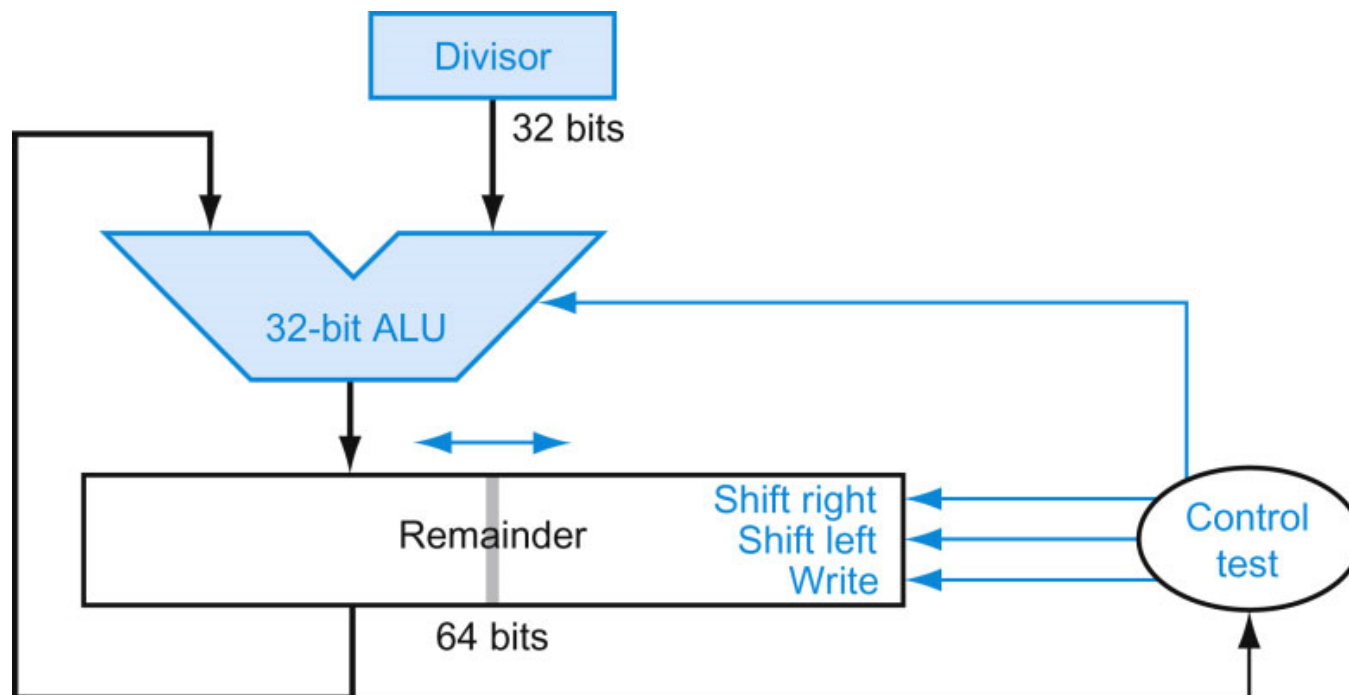 Divisor
32 bits
32-bit ALU
Shift right
Remainder
Shift left
Write
64 bits
Control
test